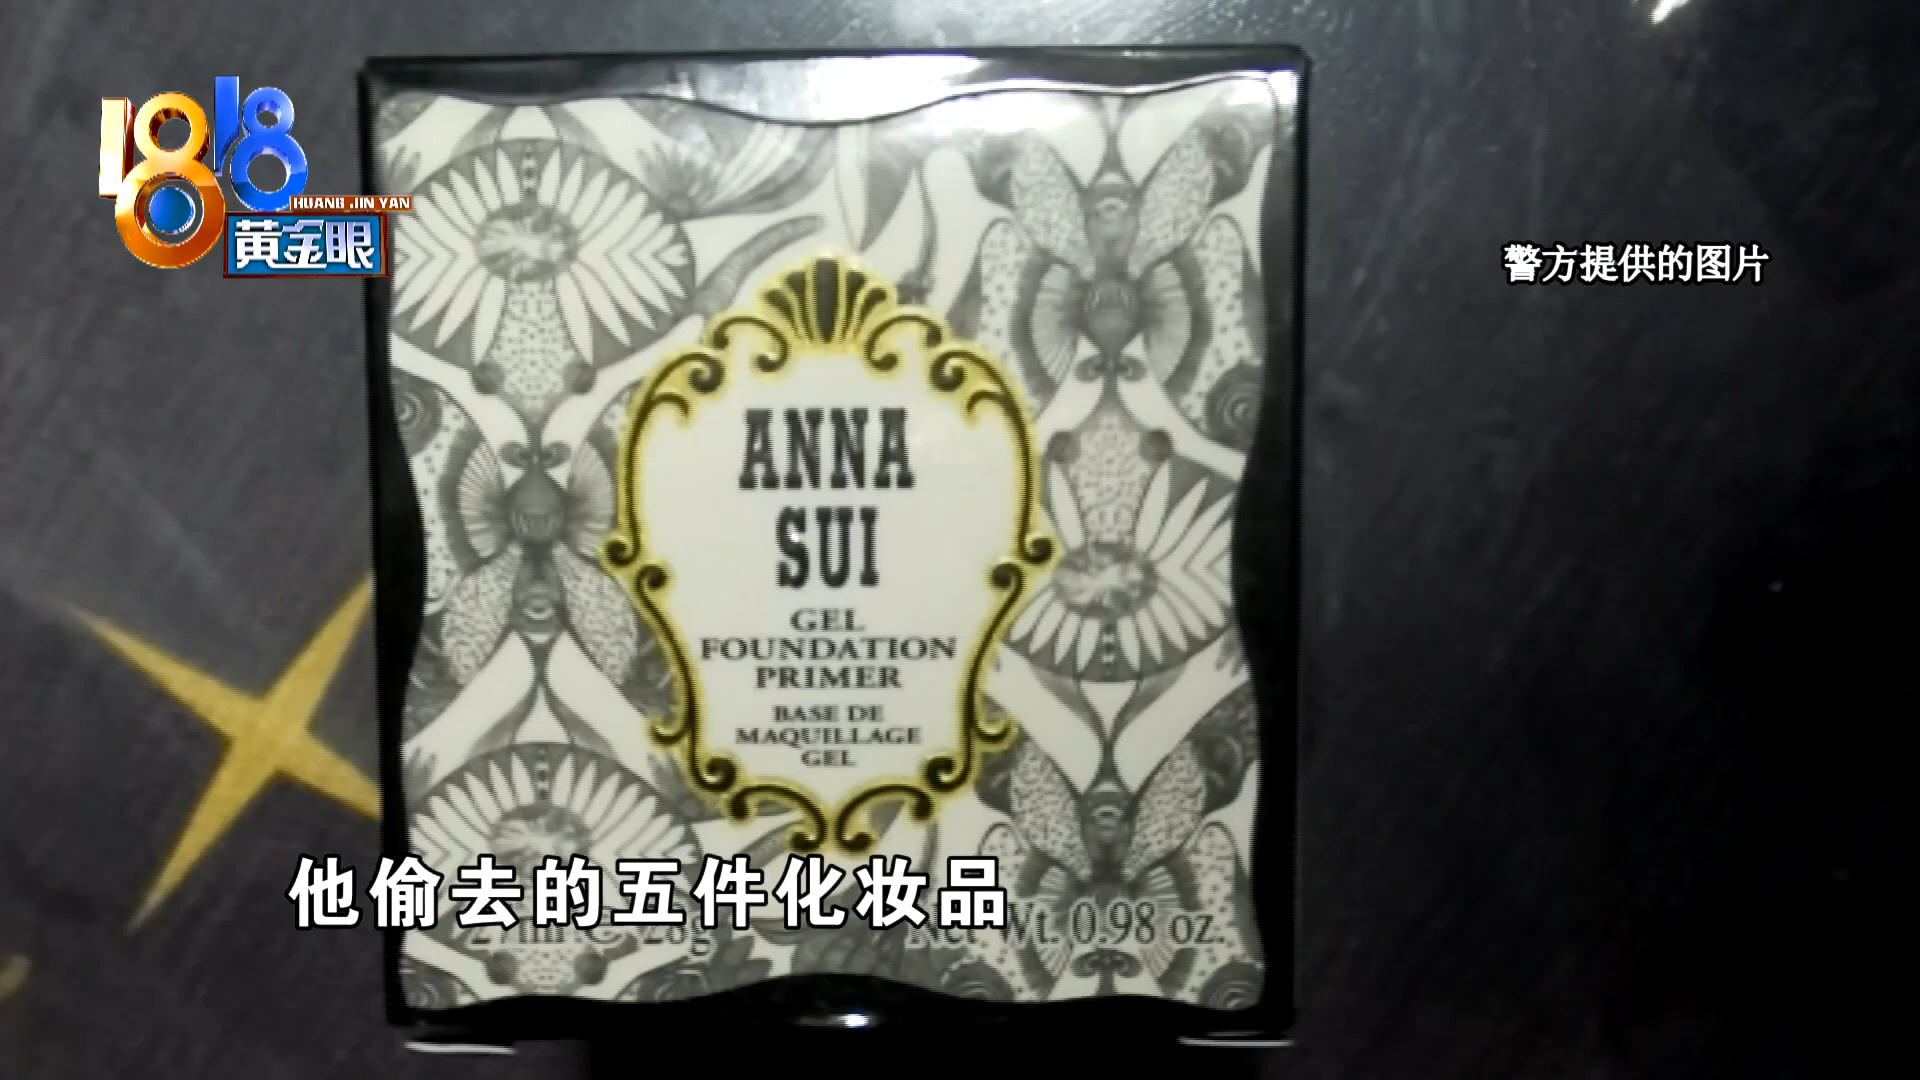 1818
HUANG JIN YAN
黄金眼
警方提供的图片
ANNA
SUI
GEL
FOUNDATION
PRIMER
BASE DE
MAQUILLAGE
GEL
他偷去的五件化妆品
Net Wt. 0.98 oz.